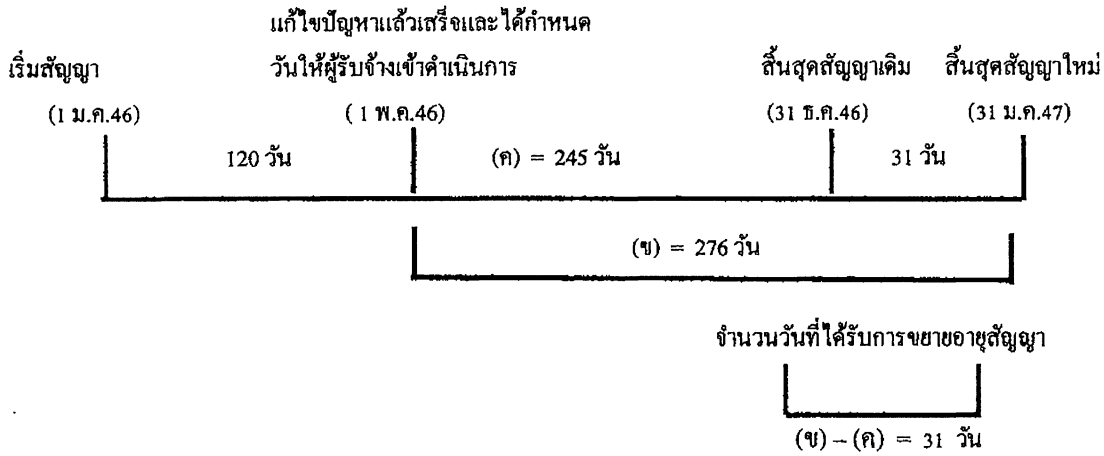 แก้ไขปัญหาแล้วเสร็จและได้กำหนด
เริ่มสัญญา วันให้ผู้รับจ้างเข้าดำเนินการ สิ้นสุดสัญญาเดิม สิ้นสุดสัญญาใหม่
(1 ม.ค.46) ( 1 พ.ค.46) (31 ธ.ค.46) (31 ม.ค.47)
120 วัน (ค) = 245 วัน 31 วัน
(ข) = 276 วัน
จำนวนวันที่ได้รับการขยายอายุสัญญา
(ข) – (ค) = 31 วัน